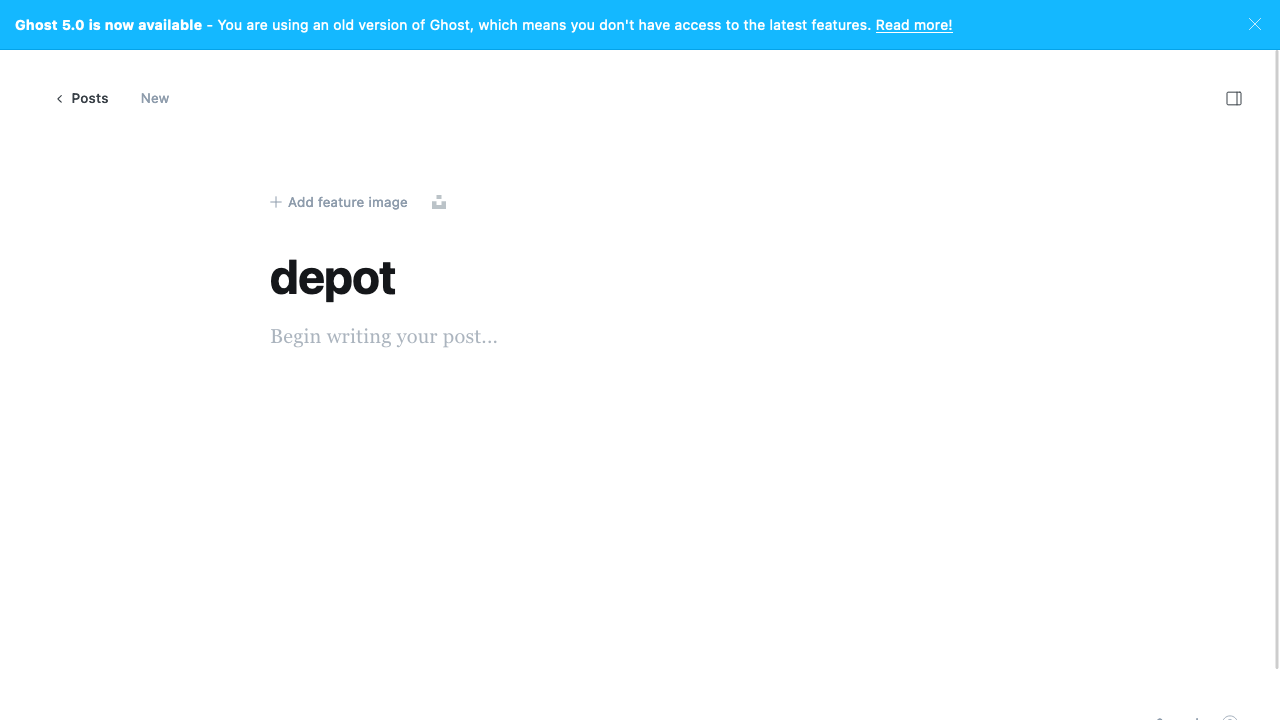 Ghost 5.0 is now available - You are using an old version of Ghost, which means you don't have access to the latest features. Read more!
Posts New
Add feature image
depot
Begin writing your post...